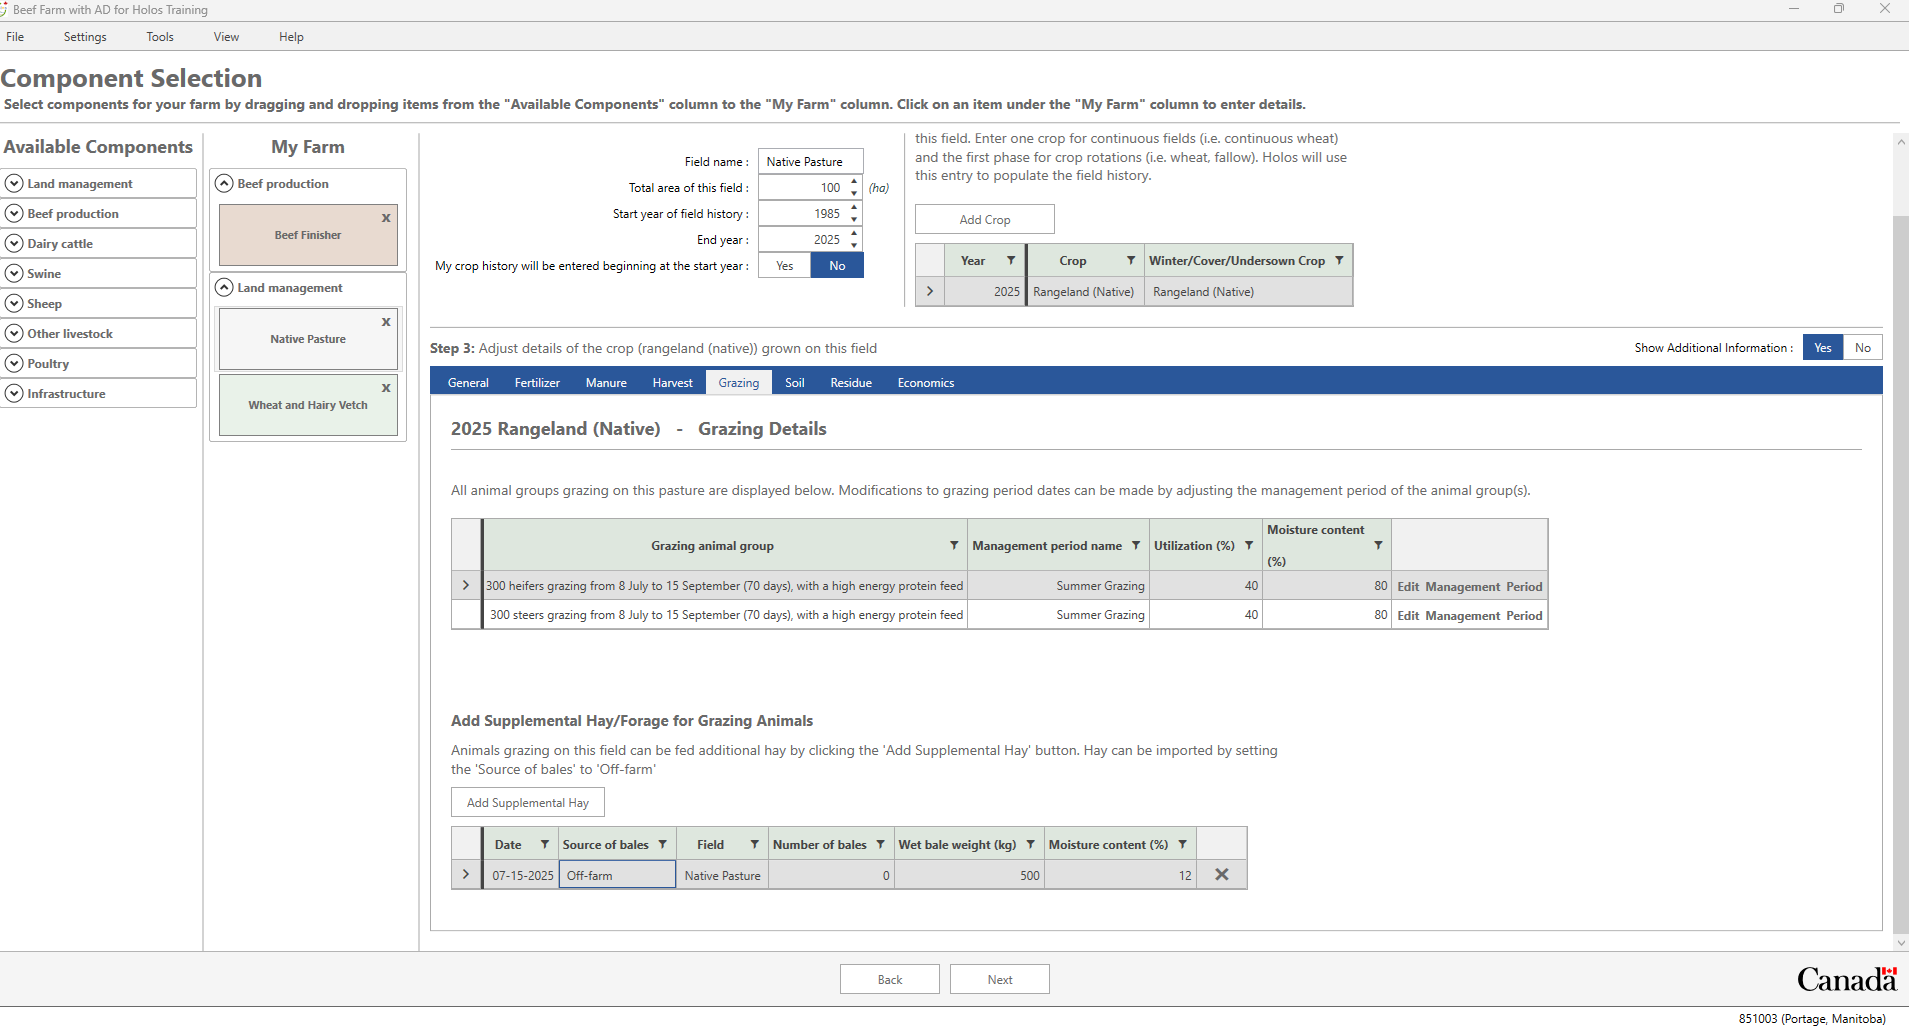 Beef Farm with AD for Holos Training
File Settings Tools View Help
Component Selection
Select components for your farm by dragging and dropping items from the "Available Components" column to the "My Farm" column. Click on an item under the "My Farm" column to enter details.
Available Components
Land management
Beef production
Dairy cattle
Swine
Sheep
Other livestock
Poultry
Infrastructure
My Farm
Beef production
Beef Finisher x
Land management
Native Pasture x
Wheat and Hairy Vetch x
Field name : Native Pasture
Total area of this field : 100 (ha)
Start year of field history : 1985
End year : 2025
My crop history will be entered beginning at the start year : Yes No
this field. Enter one crop for continuous fields (i.e. continuous wheat)
and the first phase for crop rotations (i.e. wheat, fallow). Holos will use
this entry to populate the field history.
Add Crop
Year Crop Winter/Cover/Undersown Crop
2025 Rangeland (Native) Rangeland (Native)
Step 3: Adjust details of the crop (rangeland (native)) grown on this field
Show Additional Information : Yes No
General Fertilizer Manure Harvest Grazing Soil Residue Economics
2025 Rangeland (Native) - Grazing Details
All animal groups grazing on this pasture are displayed below. Modifications to grazing period dates can be made by adjusting the management period of the animal group(s).
Grazing animal group Management period name Utilization (%) Moisture content (%)
300 heifers grazing from 8 July to 15 September (70 days), with a high energy protein feed Summer Grazing 40 80 Edit Management Period
300 steers grazing from 8 July to 15 September (70 days), with a high energy protein feed Summer Grazing 40 80 Edit Management Period
Add Supplemental Hay/Forage for Grazing Animals
Animals grazing on this field can be fed additional hay by clicking the 'Add Supplemental Hay' button. Hay can be imported by setting
the 'Source of bales' to 'Off-farm'
Add Supplemental Hay
Date Source of bales Field Number of bales Wet bale weight (kg) Moisture content (%)
07-15-2025 Off-farm Native Pasture 0 500 12
Back Next
Canada
851003 (Portage, Manitoba)